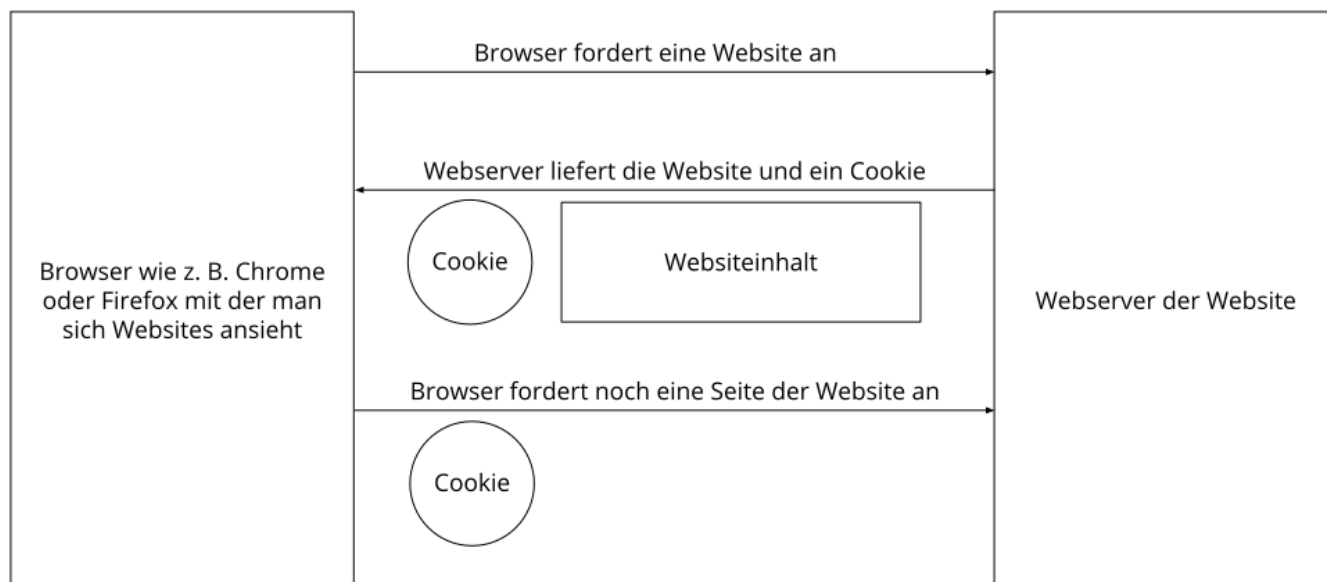 Browser fordert eine Website an
Webserver liefert die Website und ein Cookie
Cookie
Websiteinhalt
Browser wie z. B. Chrome
oder Firefox mit der man
sich Websites ansieht
Webserver der Website
Browser fordert noch eine Seite der Website an
Cookie